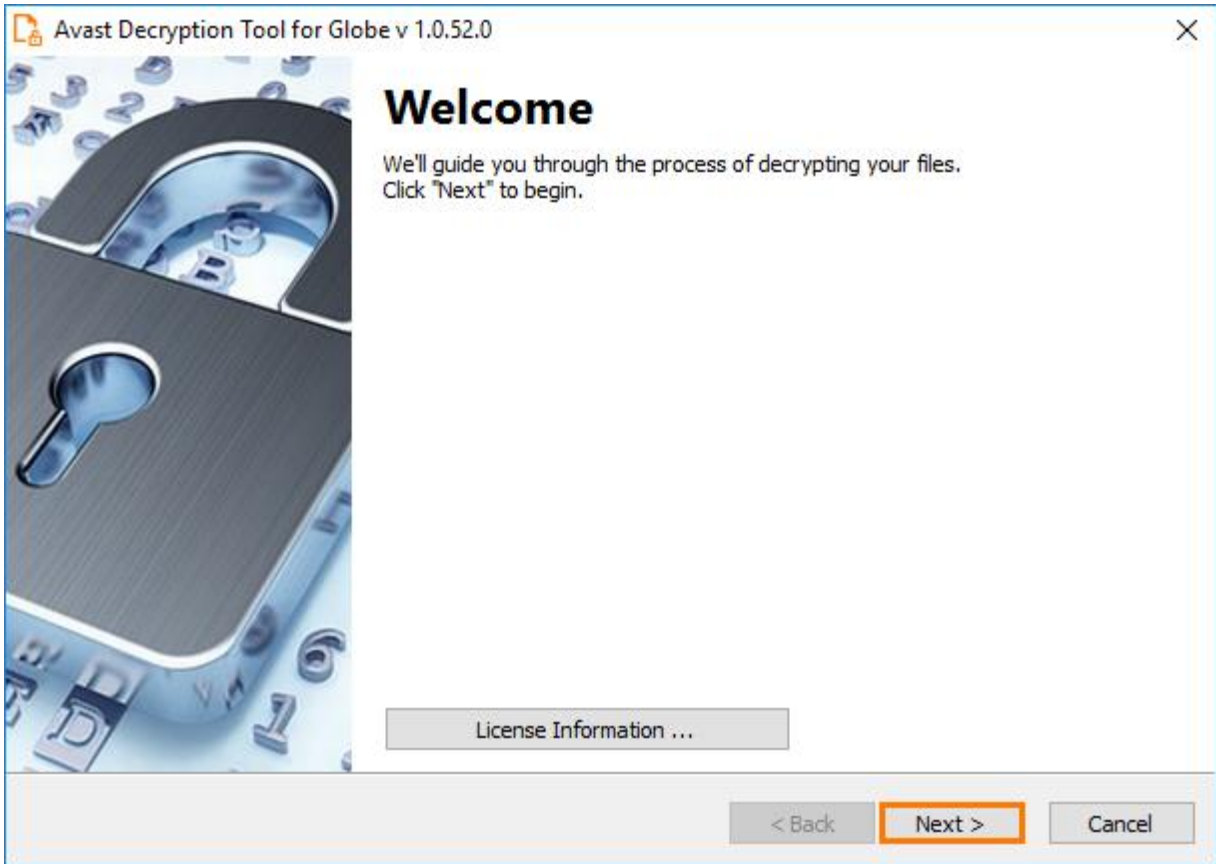 Avast Decryption Tool for Globe v 1.0.52.0
Welcome
We'll guide you through the process of decrypting your files.
Click "Next" to begin.
License Information ...
< Back
Next >
Cancel